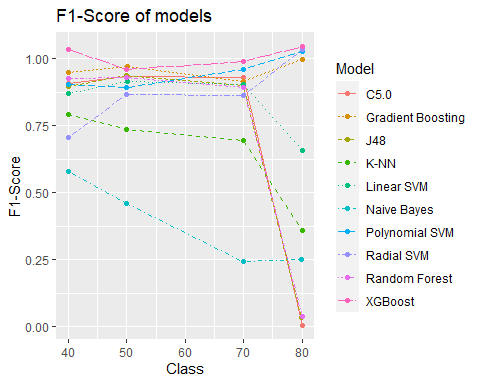 F1-Score of models
1.00
0.75
0.50
0.25
0.00
F1-Score
40
50
60
70
80
Class
Model
C5.0
Gradient Boosting
J48
K-NN
Linear SVM
Naive Bayes
Polynomial SVM
Radial SVM
Random Forest
XGBoost